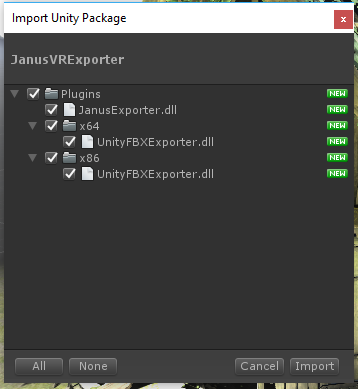 Import Unity Package
x
JanusVRExporter
Plugins NEW
JanusExporter.dll NEW
x64 NEW
UnityFBXExporter.dll NEW
x86 NEW
UnityFBXExporter.dll NEW
All None Cancel Import